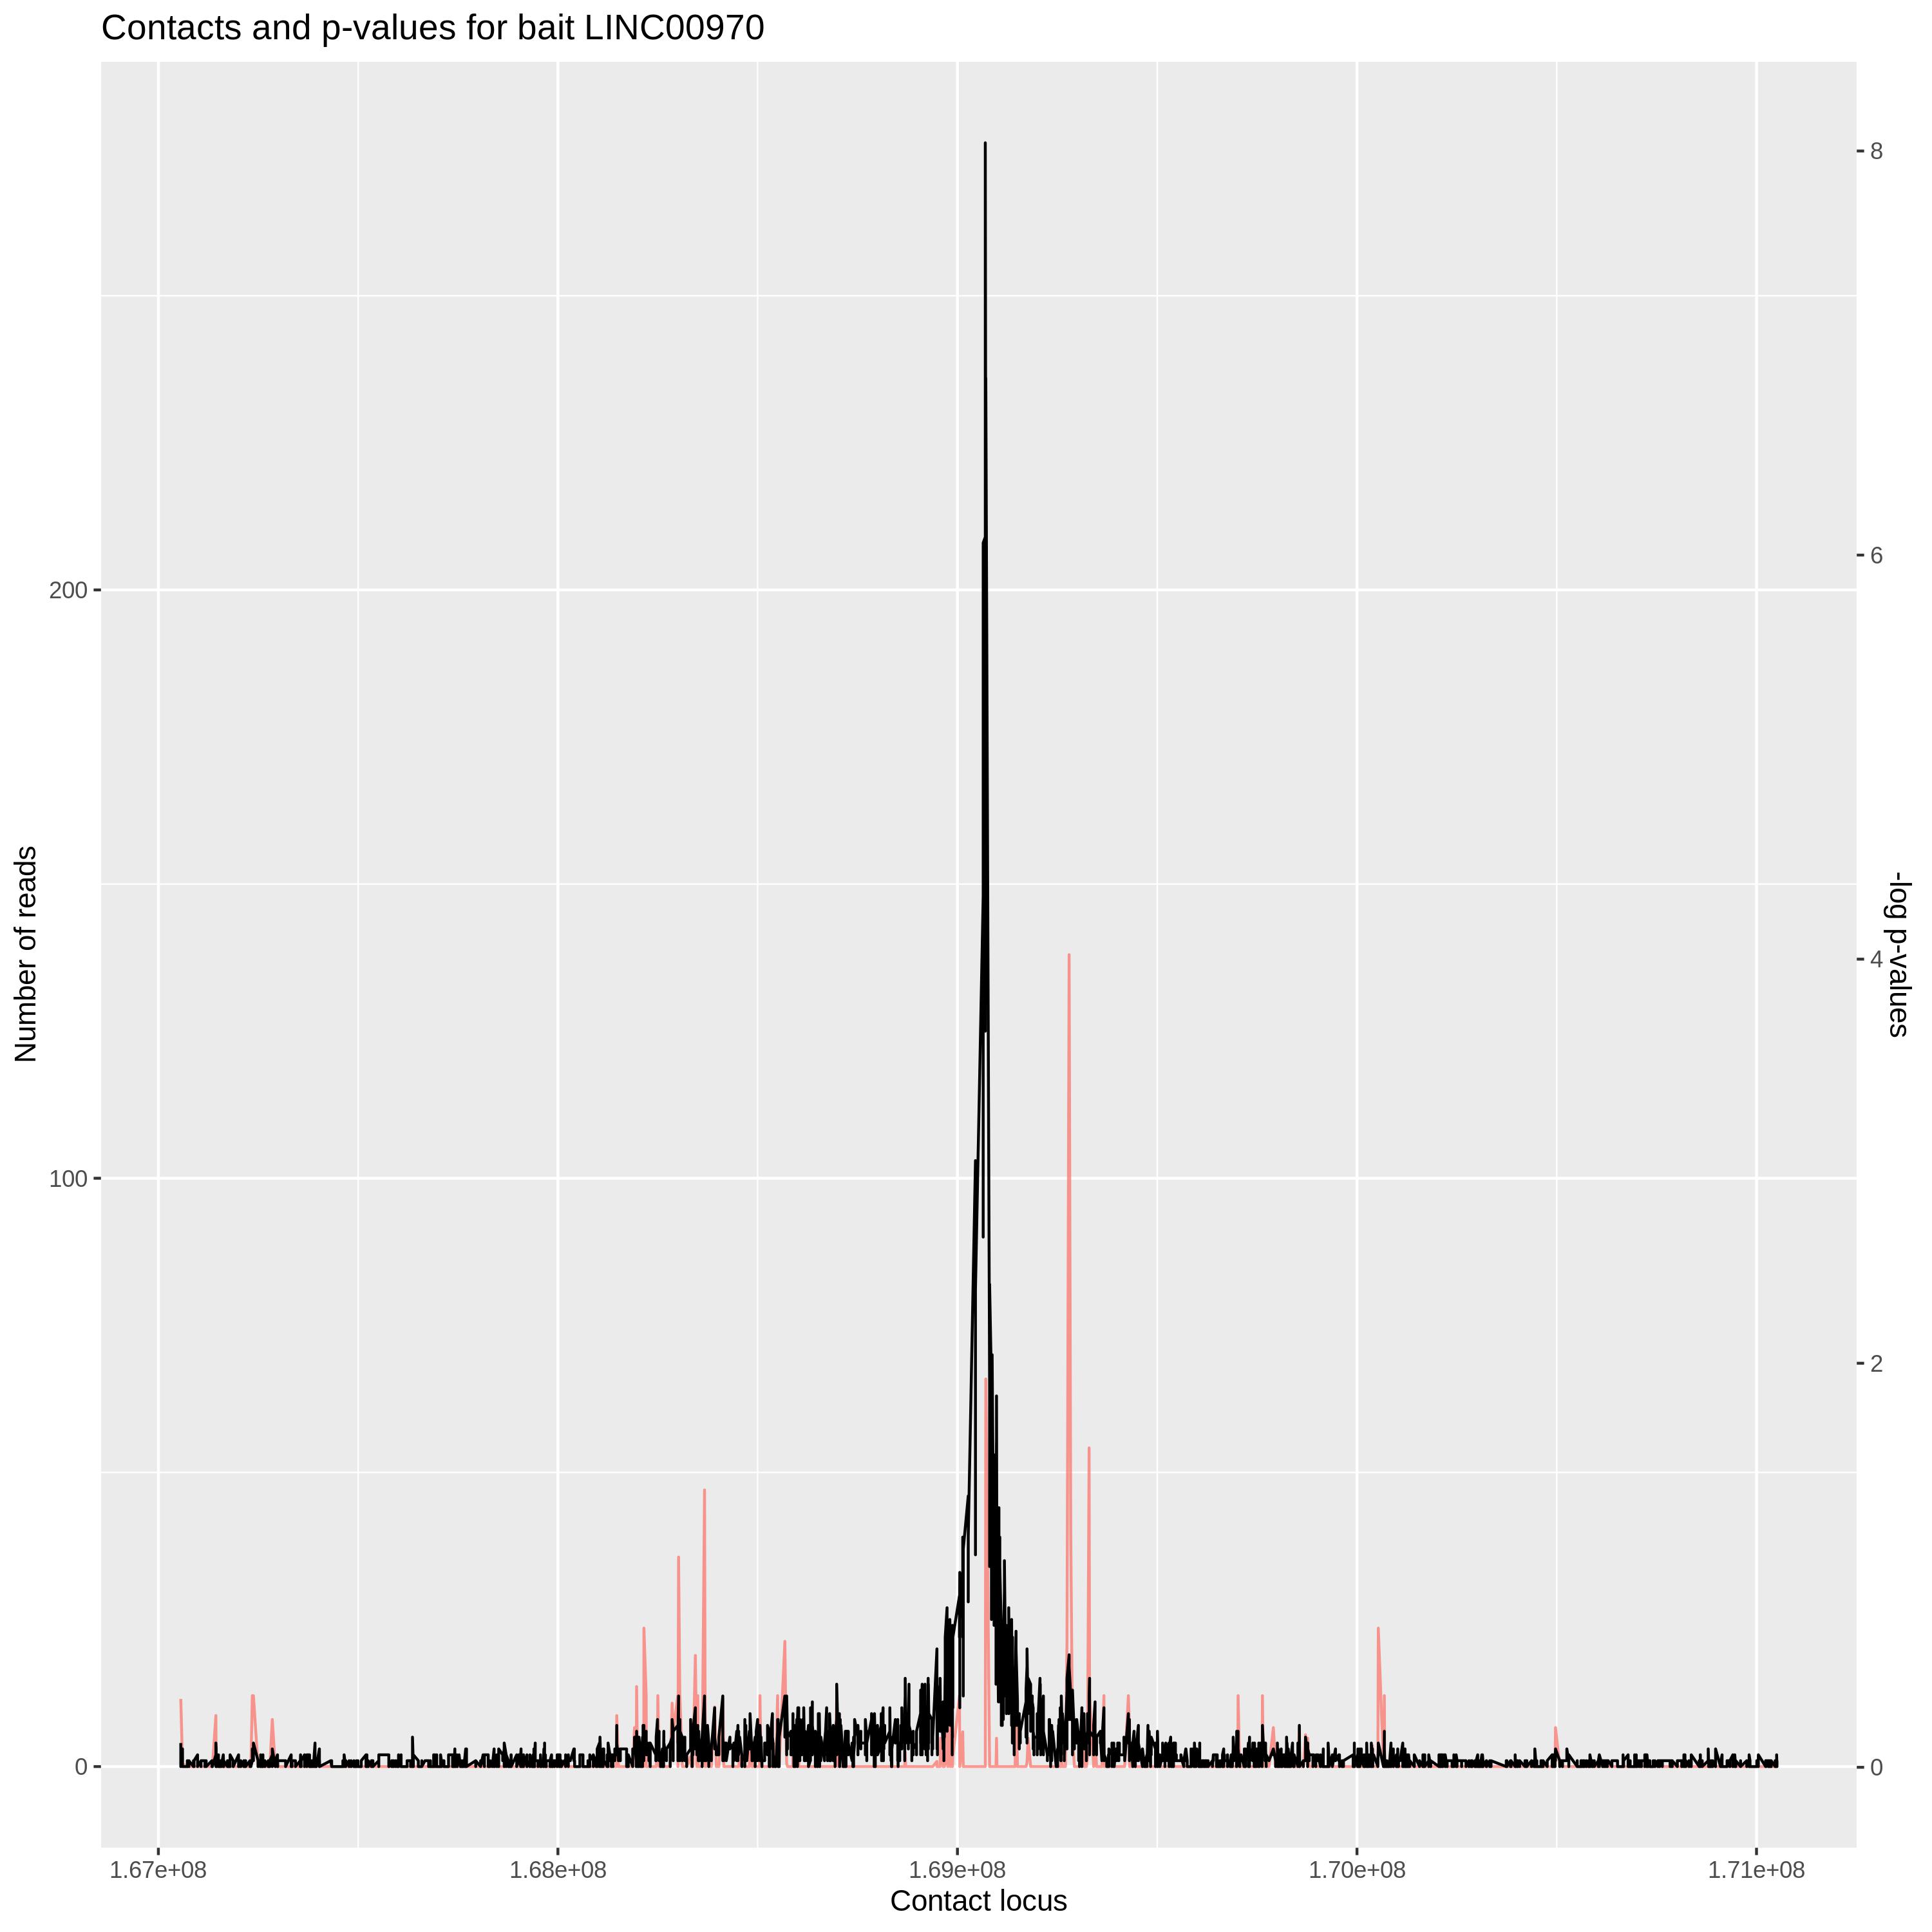 Contacts and p-values for bait LINC00970
8
6
200
Number of reads
-log p-values
4
100
2
0
0
1.67e+08
1.68e+08
1.69e+08
1.70e+08
1.71e+08
Contact locus